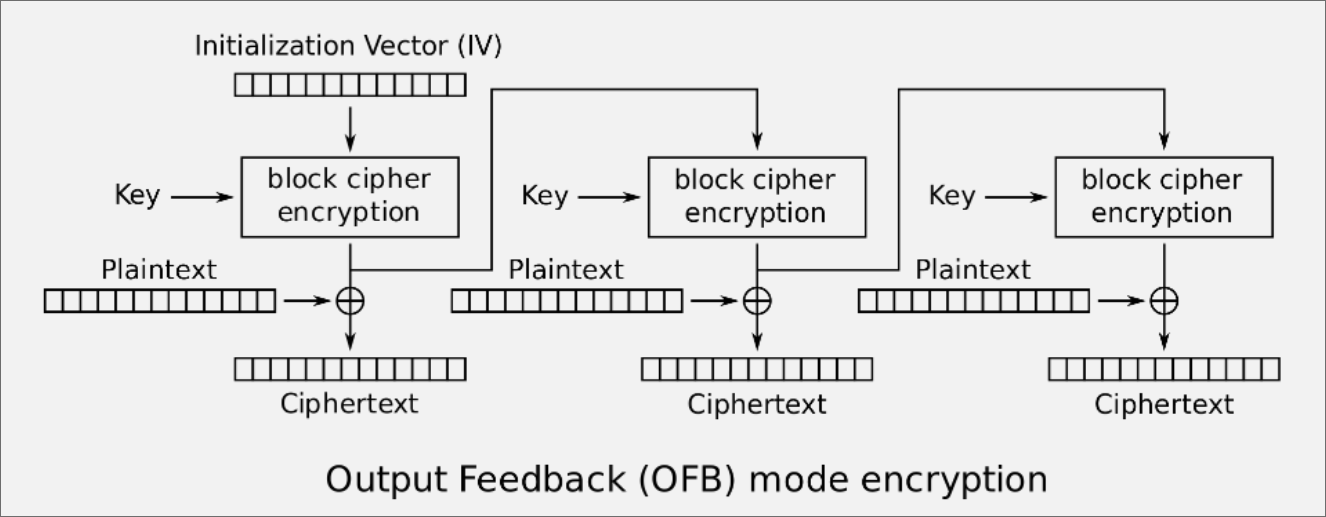 Initialization Vector (IV)
Key
block cipher
encryption
Key
block cipher
encryption
Key
block cipher
encryption
Plaintext
Plaintext
Plaintext
Ciphertext
Ciphertext
Ciphertext
Output Feedback (OFB) mode encryption